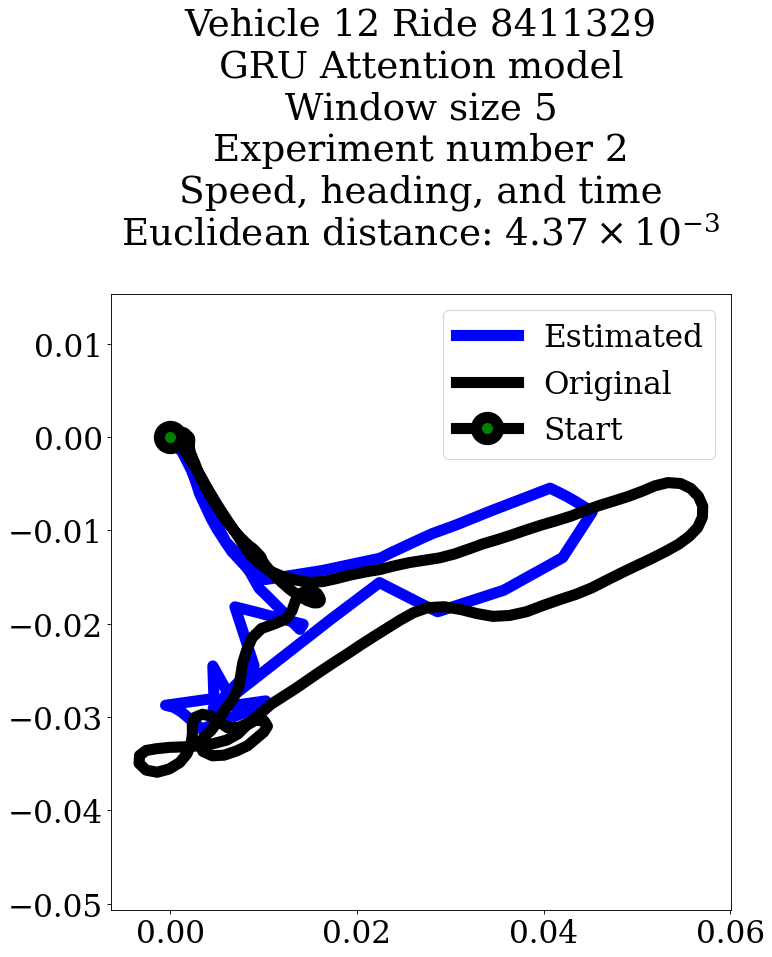 Vehicle 12 Ride 8411329
GRU Attention model
Window size 5
Experiment number 2
Speed, heading, and time
Euclidean distance: 4.37 × 10⁻³
Estimated
Original
Start
0.01
0.00
−0.01
−0.02
−0.03
−0.04
−0.05
0.00 0.02 0.04 0.06